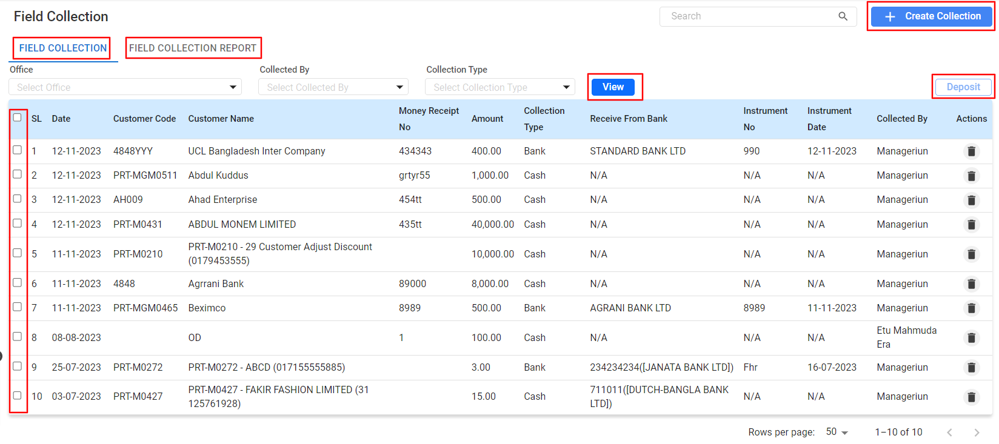 Field Collection
Search
Create Collection
FIELD COLLECTION
FIELD COLLECTION REPORT
Office
Collected By
Collection Type
Select Office
Select Collected By
Select Collection Type
View
Deposit
SL Date Customer Code Customer Name Money Receipt No Amount Collection Type Receive From Bank Instrument No Instrument Date Collected By Actions
1 12-11-2023 4848YYY UCL Bangladesh Inter Company 434343 400.00 Bank STANDARD BANK LTD 990 12-11-2023 Manageriun
2 12-11-2023 PRT-MGM0511 Abdul Kuddus grtyr55 1,000.00 Cash N/A N/A N/A Manageriun
3 12-11-2023 AH009 Ahad Enterprise 454tt 500.00 Cash N/A N/A N/A Manageriun
4 12-11-2023 PRT-M0431 ABDUL MONEM LIMITED 435tt 40,000.00 Cash N/A N/A N/A Manageriun
5 11-11-2023 PRT-M0210 PRT-M0210 - 29 Customer Adjust Discount (0179453555) 10,000.00 Cash N/A N/A N/A Manageriun
6 11-11-2023 4848 Agrrani Bank 89000 8,000.00 Cash N/A N/A N/A Manageriun
7 11-11-2023 PRT-MGM0465 Beximco 8989 500.00 Bank AGRANI BANK LTD 8989 11-11-2023 Manageriun
8 08-08-2023 OD 1 100.00 Cash N/A N/A N/A Etu Mahmuda Era
9 25-07-2023 PRT-M0272 PRT-M0272 - ABCD (017155555885) 3.00 Bank 234234234([JANATA BANK LTD]) Fhr 16-07-2023 Manageriun
10 03-07-2023 PRT-M0427 PRT-M0427 - FAKIR FASHION LIMITED (31 125761928) 15.00 Cash 711011([DUTCH-BANGLA BANK LTD]) N/A N/A Manageriun
Rows per page: 50 1–10 of 10